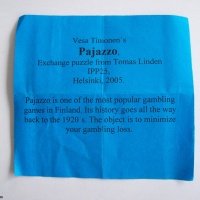 Vesa Timonen´s
Pajazzo,
Exchange puzzle from Tomas Linden
IPP25,
Helsinki, 2005.
Pajazzo is one of the most popular gambling
games in Finland. Its history goes all the way
back to the 1920´s. The object is to minimize
your gambling loss.